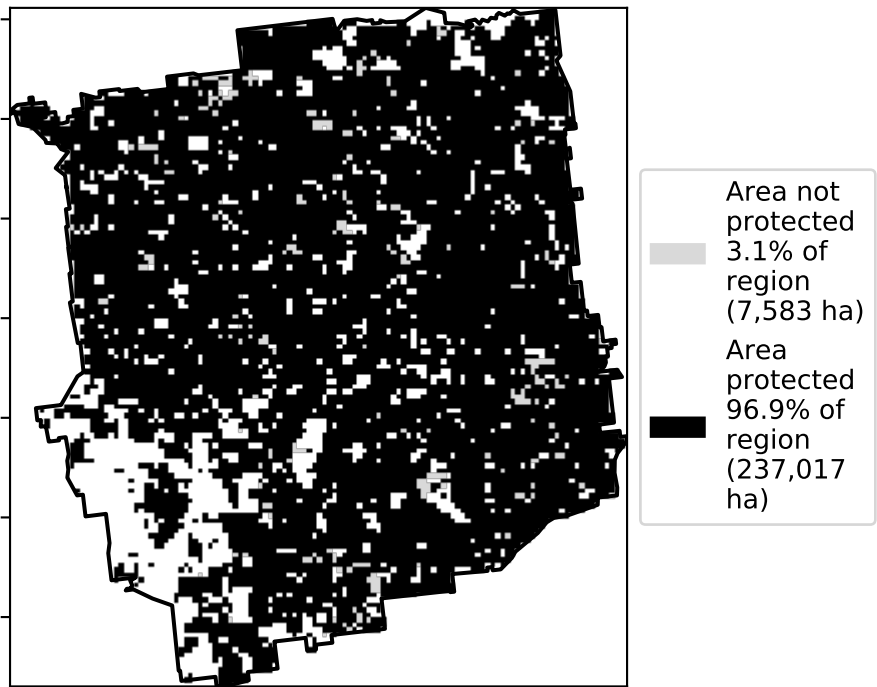 Area not
protected
3.1% of
region
(7,583 ha)
Area
protected
96.9% of
region
(237,017
ha)